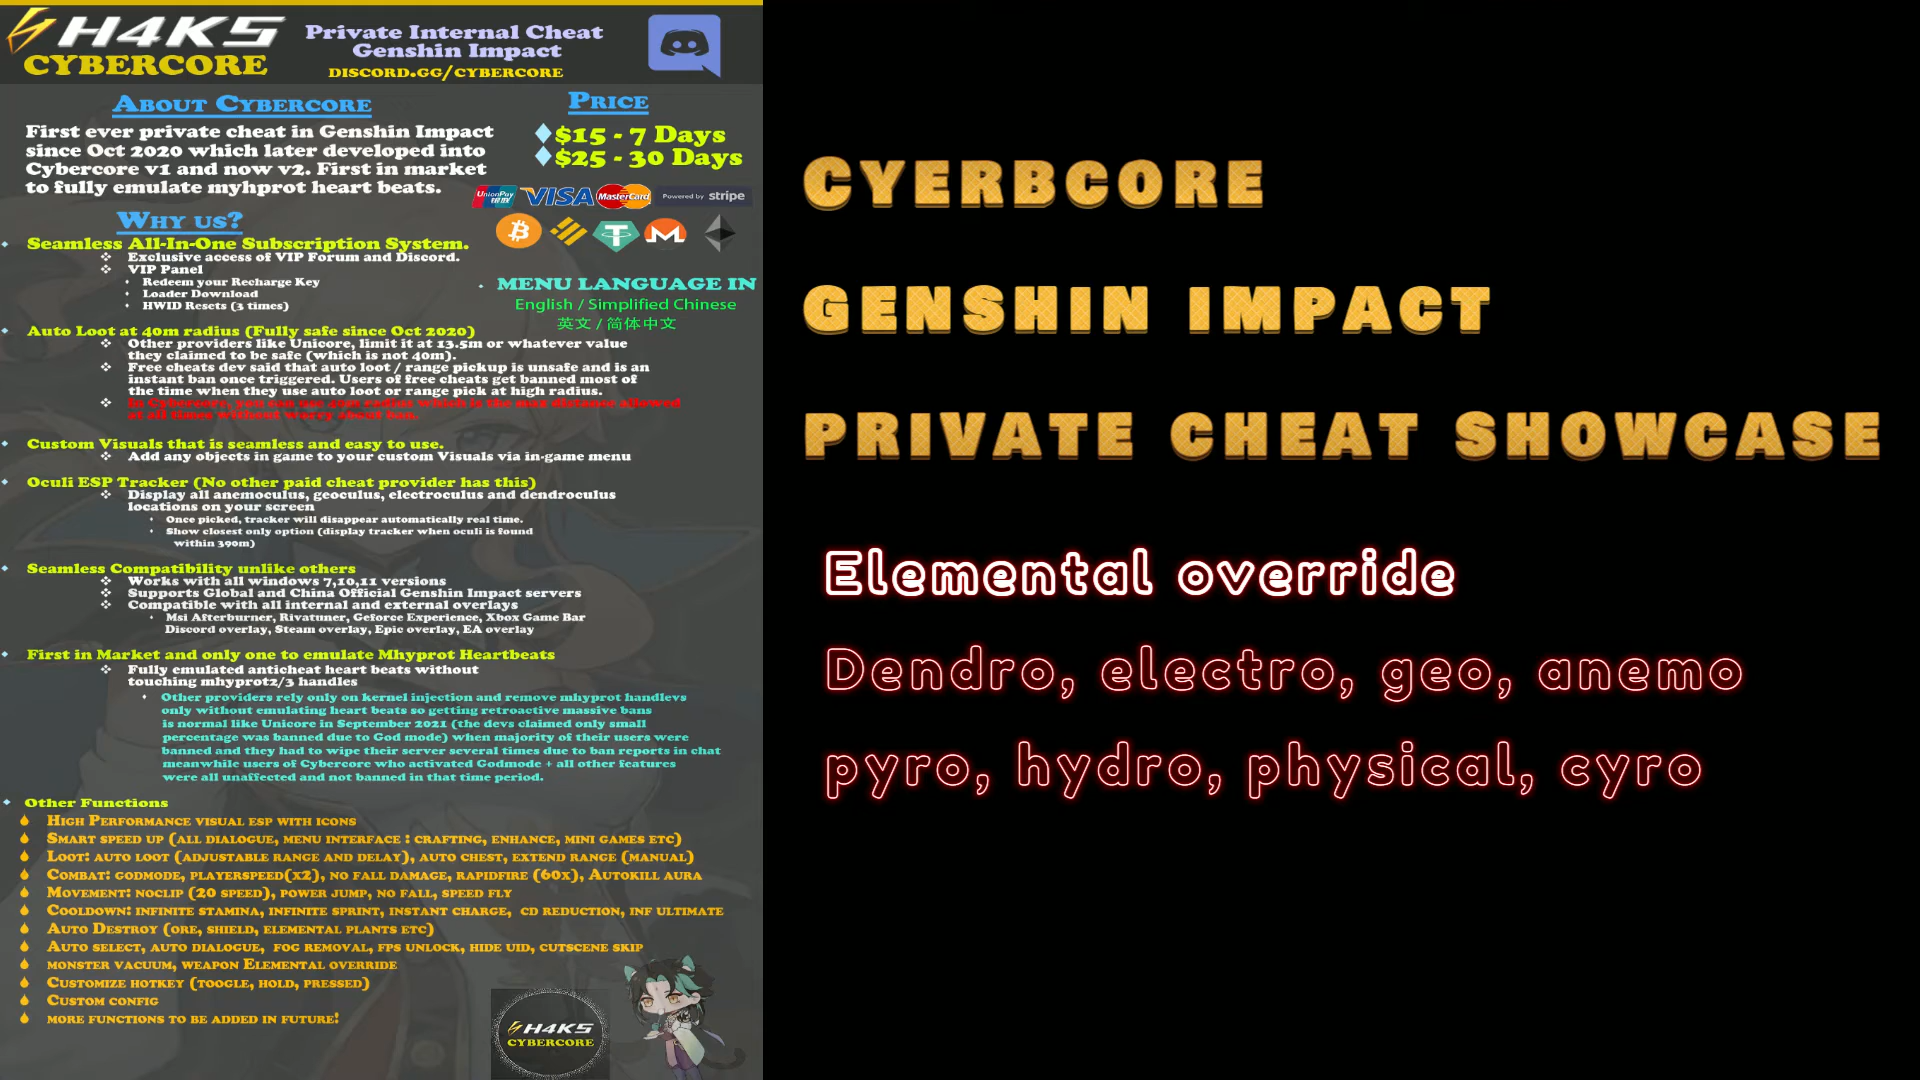 H4KS
CYBERCORE
Private Internal Cheat
Genshin Impact
DISCORD.GG/CYBERCORE
About Cybercore
First ever private cheat in Genshin Impact
since Oct 2020 which later developed into
Cybercore v1 and now v2. First in market
to fully emulate myhprot heart beats.
Price
$15 - 7 Days
$25 - 30 Days
UnionPay
VISA
MasterCard
Powered by stripe
Why us?
Seamless All-In-One Subscription System.
Exclusive access of VIP Forum and Discord.
VIP Panel
Redeem your Recharge Key
Loader Download
HWID Resets (3 times)
MENU LANGUAGE IN
English / Simplified Chinese
英文 / 简体中文
Auto Loot at 40m radius (Fully safe since Oct 2020)
Other providers like Unicore, limit it at 13.5m or whatever value
they claimed to be safe (which is not 40m).
Free cheats dev said that auto loot / range pickup is unsafe and is an
instant ban once triggered. Users of free cheats get banned most of
the time when they use auto loot or range pick at high radius.
In Cybercore, you can use 40m radius which is the max distance allowed
at all times without worry about ban.
Custom Visuals that is seamless and easy to use.
Add any objects in game to your custom Visuals via in-game menu
Oculi ESP Tracker (No other paid cheat provider has this)
Display all anemoculus, geoculus, electroculus and dendroculus
locations on your screen
Once picked, tracker will disappear automatically real time.
Show closest only option (display tracker when oculi is found
within 390m)
Seamless Compatibility unlike others
Works with all windows 7,10,11 versions
Supports Global and China Official Genshin Impact servers
Compatible with all internal and external overlays
Msi Afterburner, Rivatuner, Geforce Experience, Xbox Game Bar
Discord overlay, Steam overlay, Epic overlay, EA overlay
First in Market and only one to emulate Mhyprot Heartbeats
Fully emulated anticheat heart beats without
touching mhyprot2/3 handles
Other providers rely only on kernel injection and remove mhyprot handlevs
only without emulating heart beats so getting retroactive massive bans
is normal like Unicore in September 2021 (the devs claimed only small
percentage was banned due to God mode) when majority of their users were
banned and they had to wipe their server several times due to ban reports in chat
meanwhile users of Cybercore who activated Godmode + all other features
were all unaffected and not banned in that time period.
Other Functions
High Performance visual esp with icons
Smart speed up (all dialogue, menu interface : crafting, enhance, mini games etc)
Loot: auto loot (adjustable range and delay), auto chest, extend range (manual)
Combat: godmode, playerspeed(x2), no fall damage, rapidfire (60x), Autokill aura
Movement: noclip (20 speed), power jump, no fall, speed fly
Cooldown: infinite stamina, infinite sprint, instant charge, cd reduction, inf ultimate
Auto Destroy (ore, shield, elemental plants etc)
Auto select, auto dialogue, fog removal, fps unlock, hide uid, cutscene skip
monster vacuum, weapon Elemental override
Customize hotkey (toogle, hold, pressed)
Custom config
more functions to be added in future!
H4KS
CYBERCORE
Cyerbcore
genshin impact
private cheat showcase
Elemental override
Dendro, electro, geo, anemo
pyro, hydro, physical, cyro